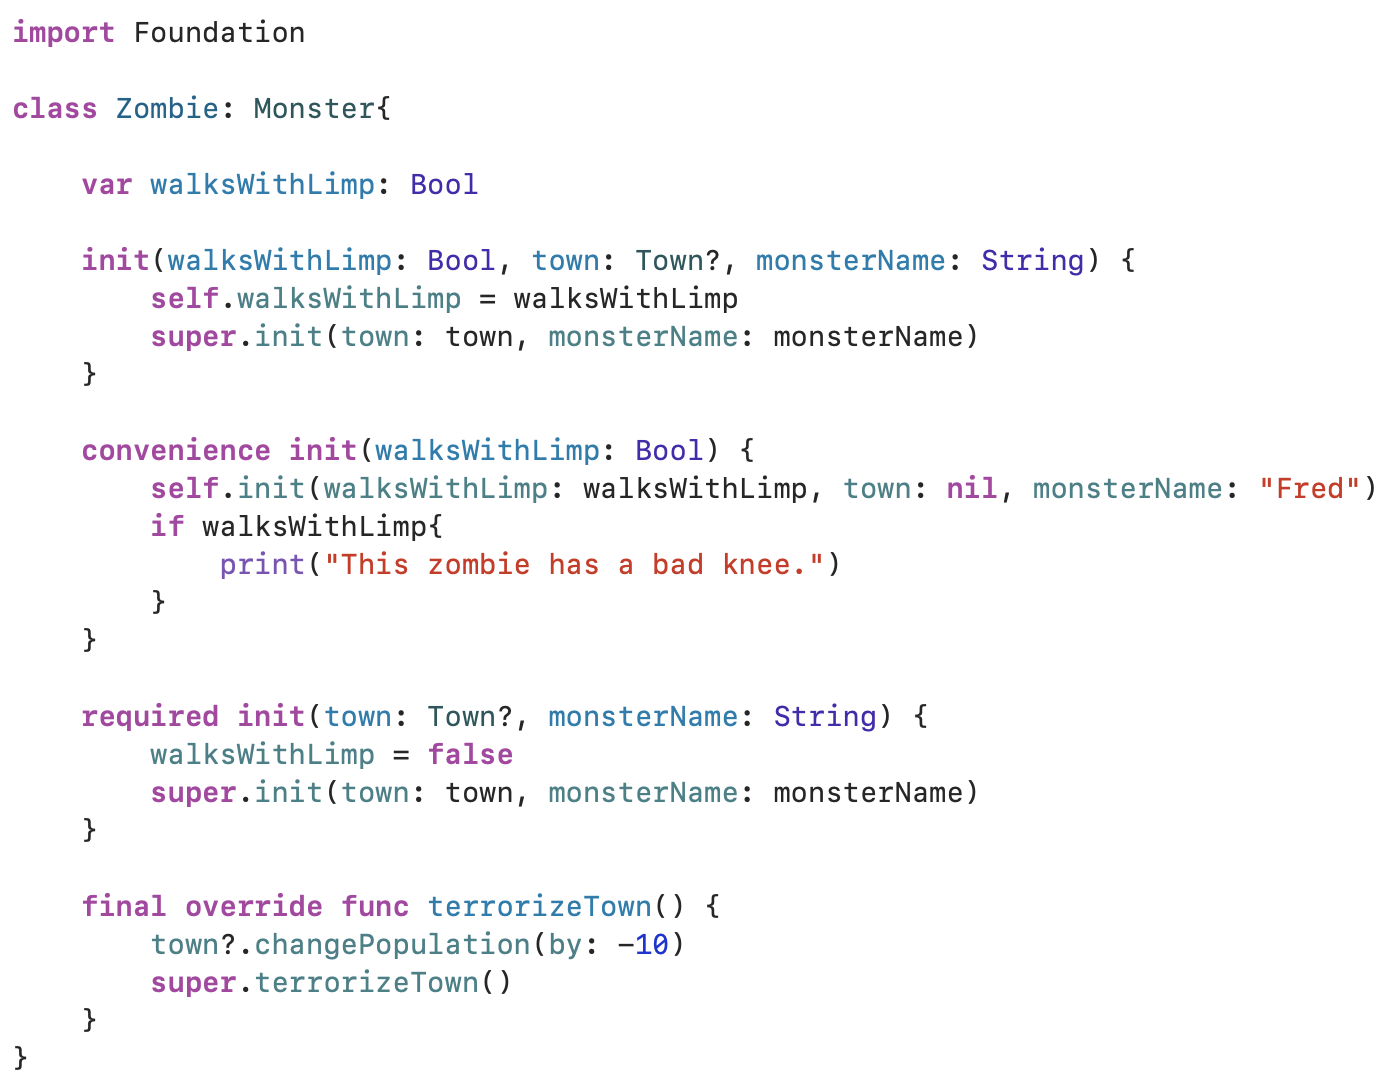 import Foundation

class Zombie: Monster{

    var walksWithLimp: Bool

    init(walksWithLimp: Bool, town: Town?, monsterName: String) {
        self.walksWithLimp = walksWithLimp
        super.init(town: town, monsterName: monsterName)
    }

    convenience init(walksWithLimp: Bool) {
        self.init(walksWithLimp: walksWithLimp, town: nil, monsterName: "Fred")
        if walksWithLimp{
            print("This zombie has a bad knee.")
        }
    }

    required init(town: Town?, monsterName: String) {
        walksWithLimp = false
        super.init(town: town, monsterName: monsterName)
    }

    final override func terrorizeTown() {
        town?.changePopulation(by: -10)
        super.terrorizeTown()
    }
}